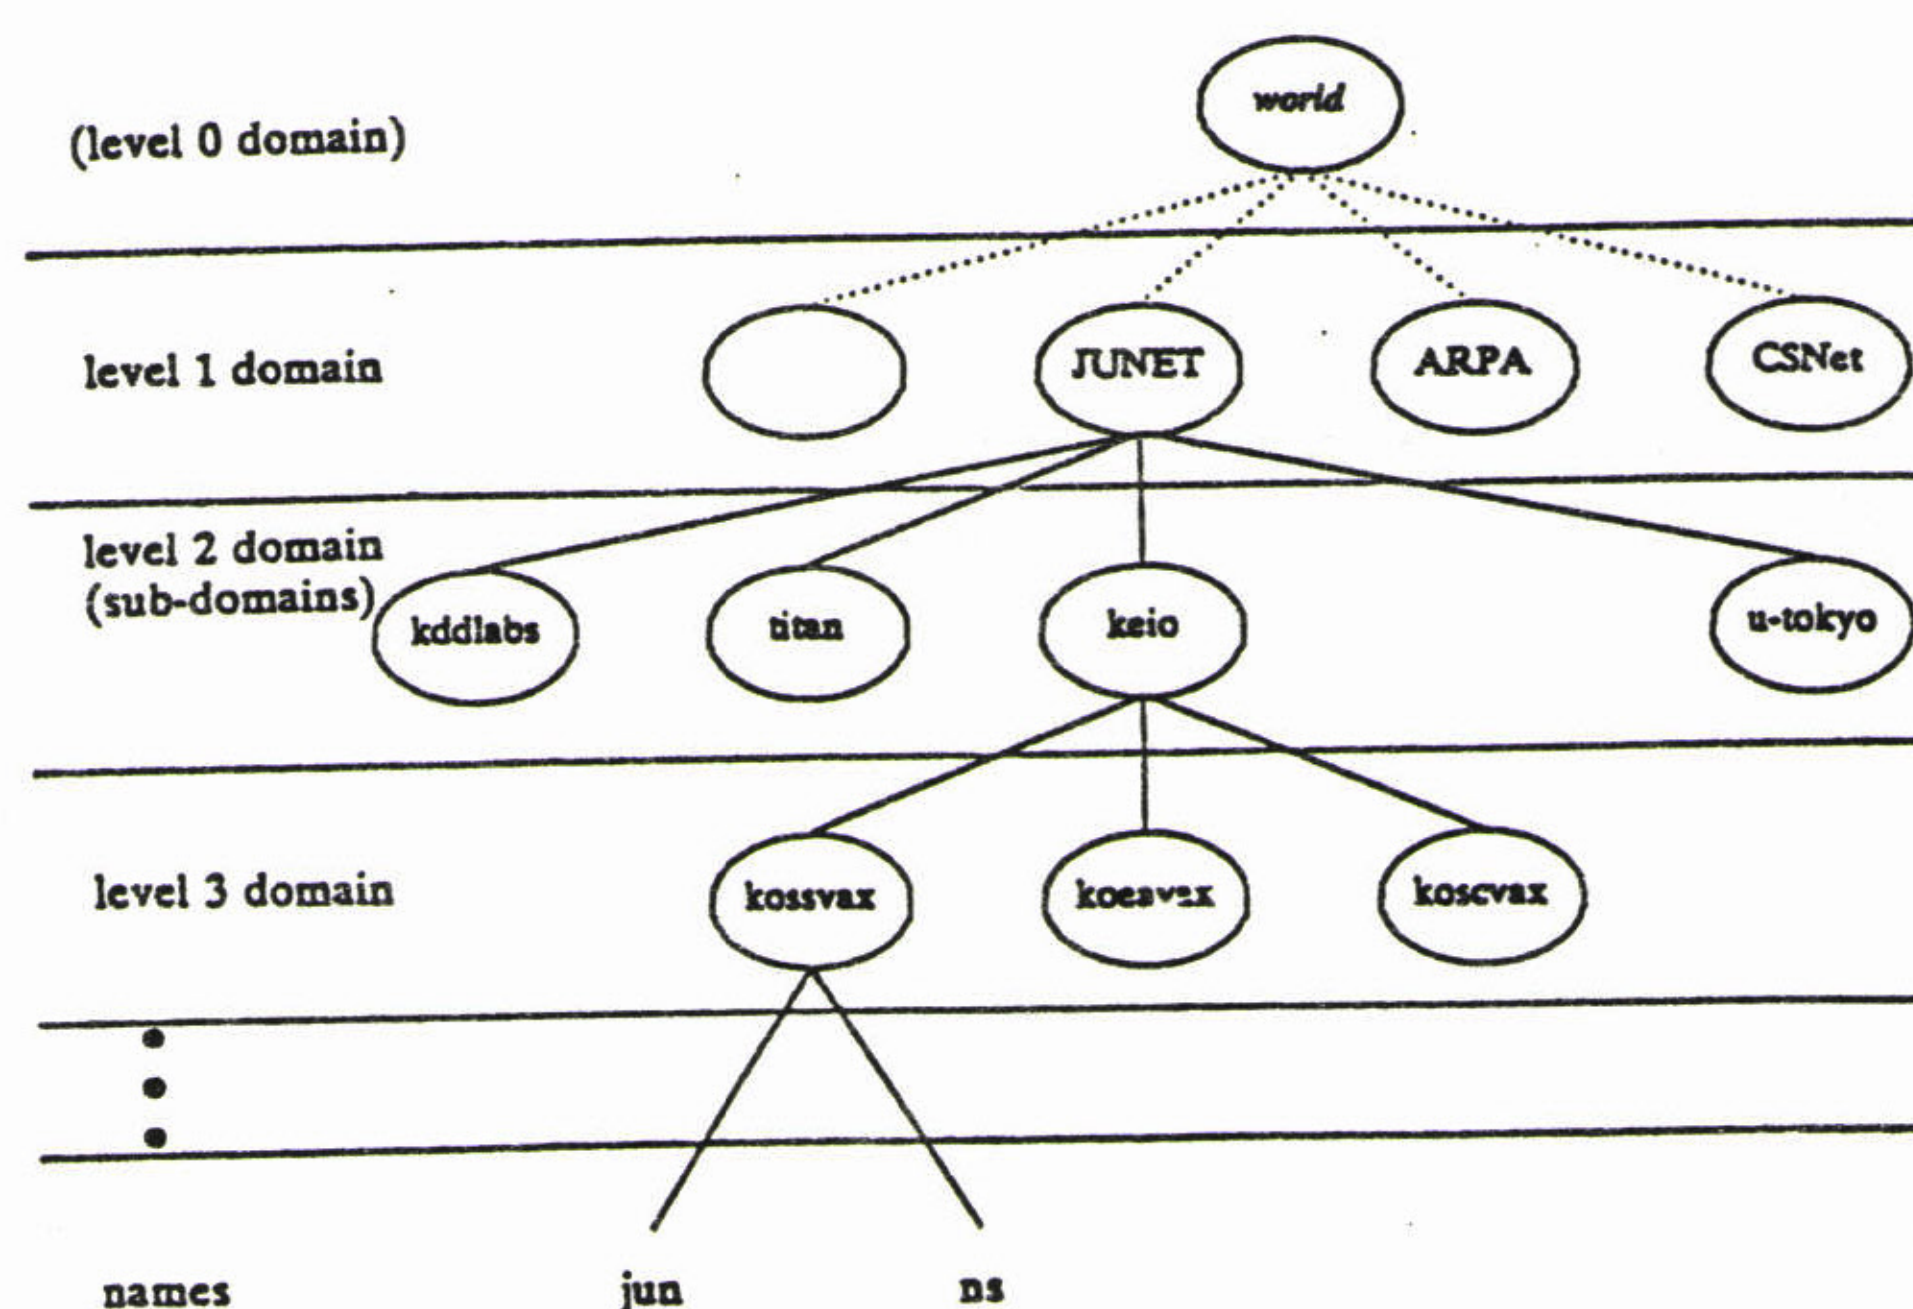 world
(level 0 domain)
level 1 domain
JUNET
ARPA
CSNet
level 2 domain
(sub-domains)
kddlabs
titan
keio
u-tokyo
level 3 domain
kossvax
koeavax
koscvax
names
jun
ns